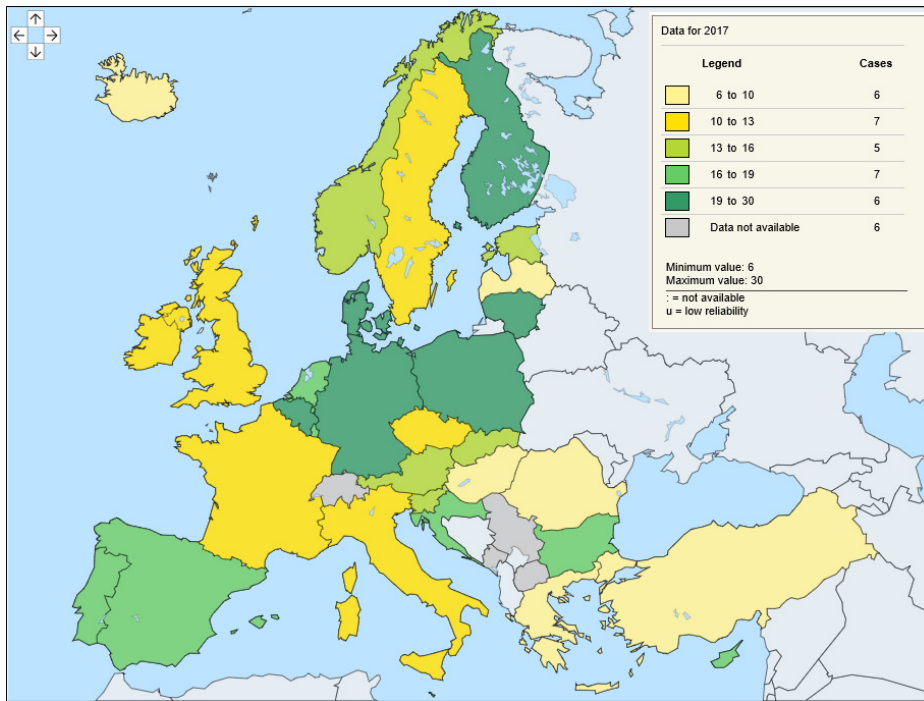 Data for 2017
Legend Cases
6 to 10 6
10 to 13 7
13 to 16 5
16 to 19 7
19 to 30 6
Data not available 6
Minimum value: 6
Maximum value: 30
: = not available
u = low reliability